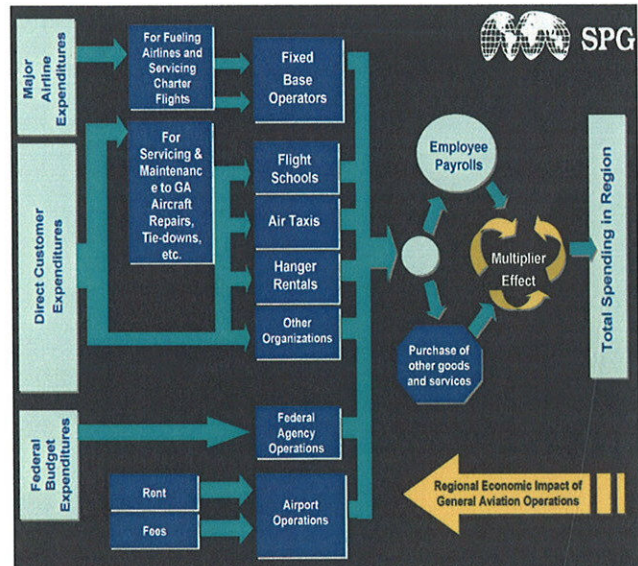 SPG
Major
Airline
Expenditures
For Fueling
Airlines and
Servicing
Charter
Flights
Fixed
Base
Operators
Direct Customer
Expenditures
For
Servicing &
Maintenanc
e to GA
Aircraft
Repairs,
Tie-downs,
etc.
Flight
Schools
Air Taxis
Hanger
Rentals
Other
Organizations
Employee
Payrolls
Multiplier
Effect
Purchase of
other goods
and services
Total Spending in Region
Federal
Budget
Expenditures
Federal
Agency
Operations
Rent
Fees
Airport
Operations
Regional Economic Impact of
General Aviation Operations